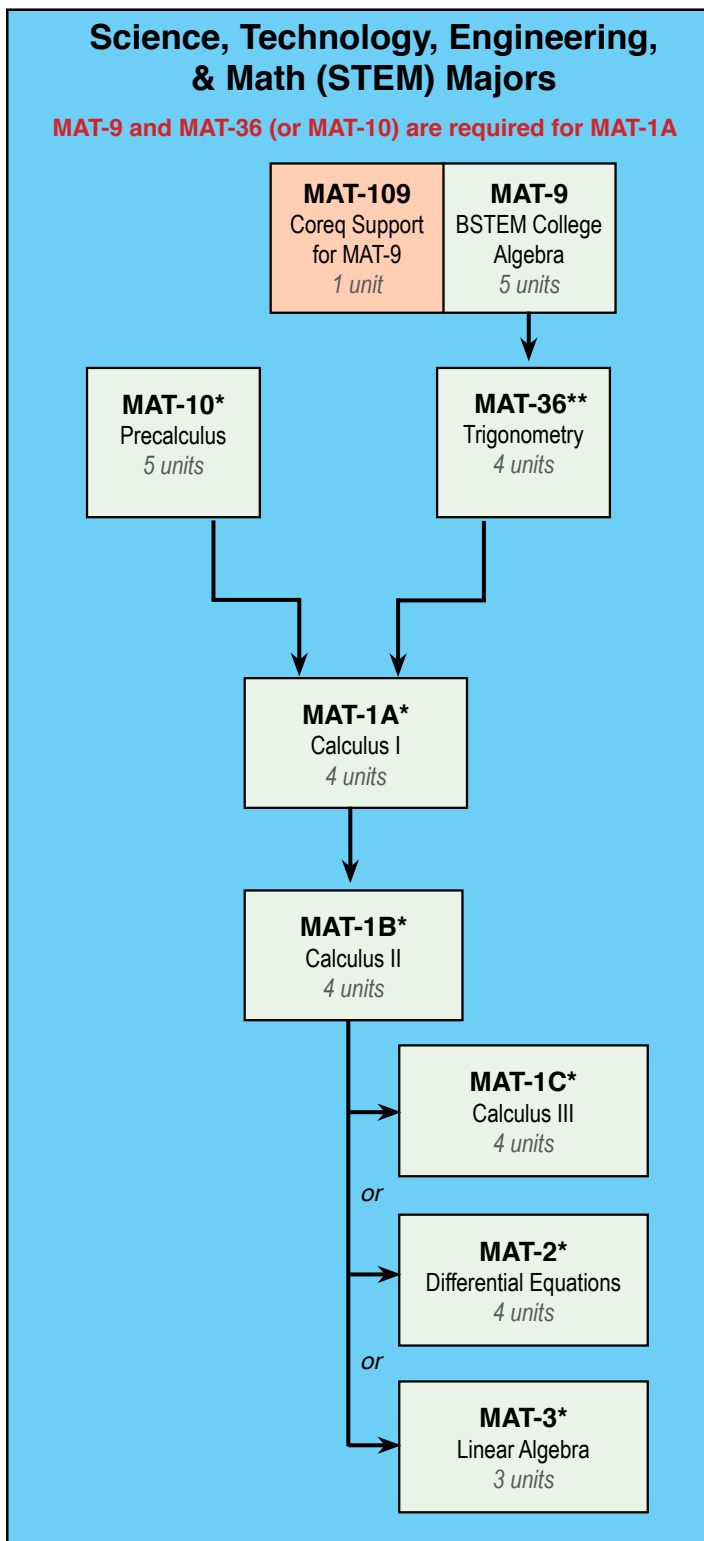 Science, Technology, Engineering,
& Math (STEM) Majors
MAT-9 and MAT-36 (or MAT-10) are required for MAT-1A
MAT-109
Coreq Support
for MAT-9
1 unit
MAT-9
BSTEM College
Algebra
5 units
MAT-10*
Precalculus
5 units
MAT-36**
Trigonometry
4 units
MAT-1A*
Calculus I
4 units
MAT-1B*
Calculus II
4 units
MAT-1C*
Calculus III
4 units
or
MAT-2*
Differential Equations
4 units
or
MAT-3*
Linear Algebra
3 units